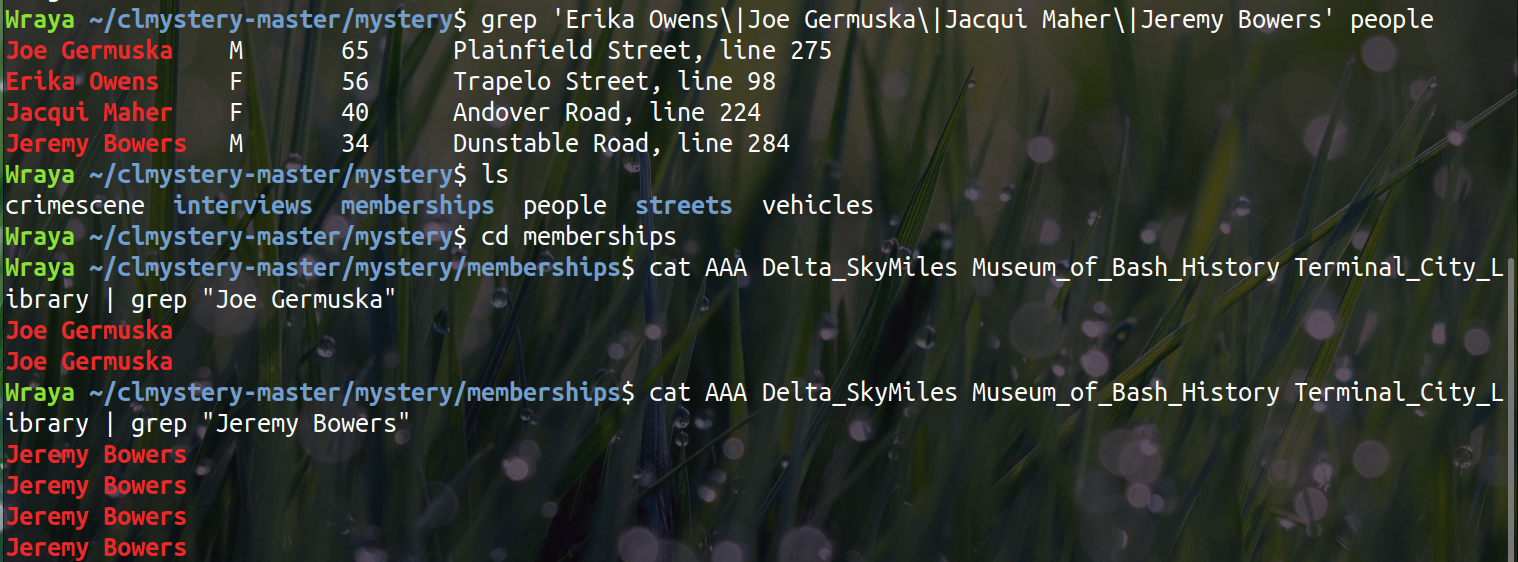 Wraya ~/clmystery-master/mystery$ grep 'Erika Owens\|Joe Germuska\|Jacqui Maher\|Jeremy Bowers' people
Joe Germuska    M       65      Plainfield Street, line 275
Erika Owens     F       56      Trapelo Street, line 98
Jacqui Maher    F       40      Andover Road, line 224
Jeremy Bowers   M       34      Dunstable Road, line 284
Wraya ~/clmystery-master/mystery$ ls
crimescene  interviews  memberships  people  streets  vehicles
Wraya ~/clmystery-master/mystery$ cd memberships
Wraya ~/clmystery-master/mystery/memberships$ cat AAA Delta_SkyMiles Museum_of_Bash_History Terminal_City_L
ibrary | grep "Joe Germuska"
Joe Germuska
Joe Germuska
Wraya ~/clmystery-master/mystery/memberships$ cat AAA Delta_SkyMiles Museum_of_Bash_History Terminal_City_L
ibrary | grep "Jeremy Bowers"
Jeremy Bowers
Jeremy Bowers
Jeremy Bowers
Jeremy Bowers